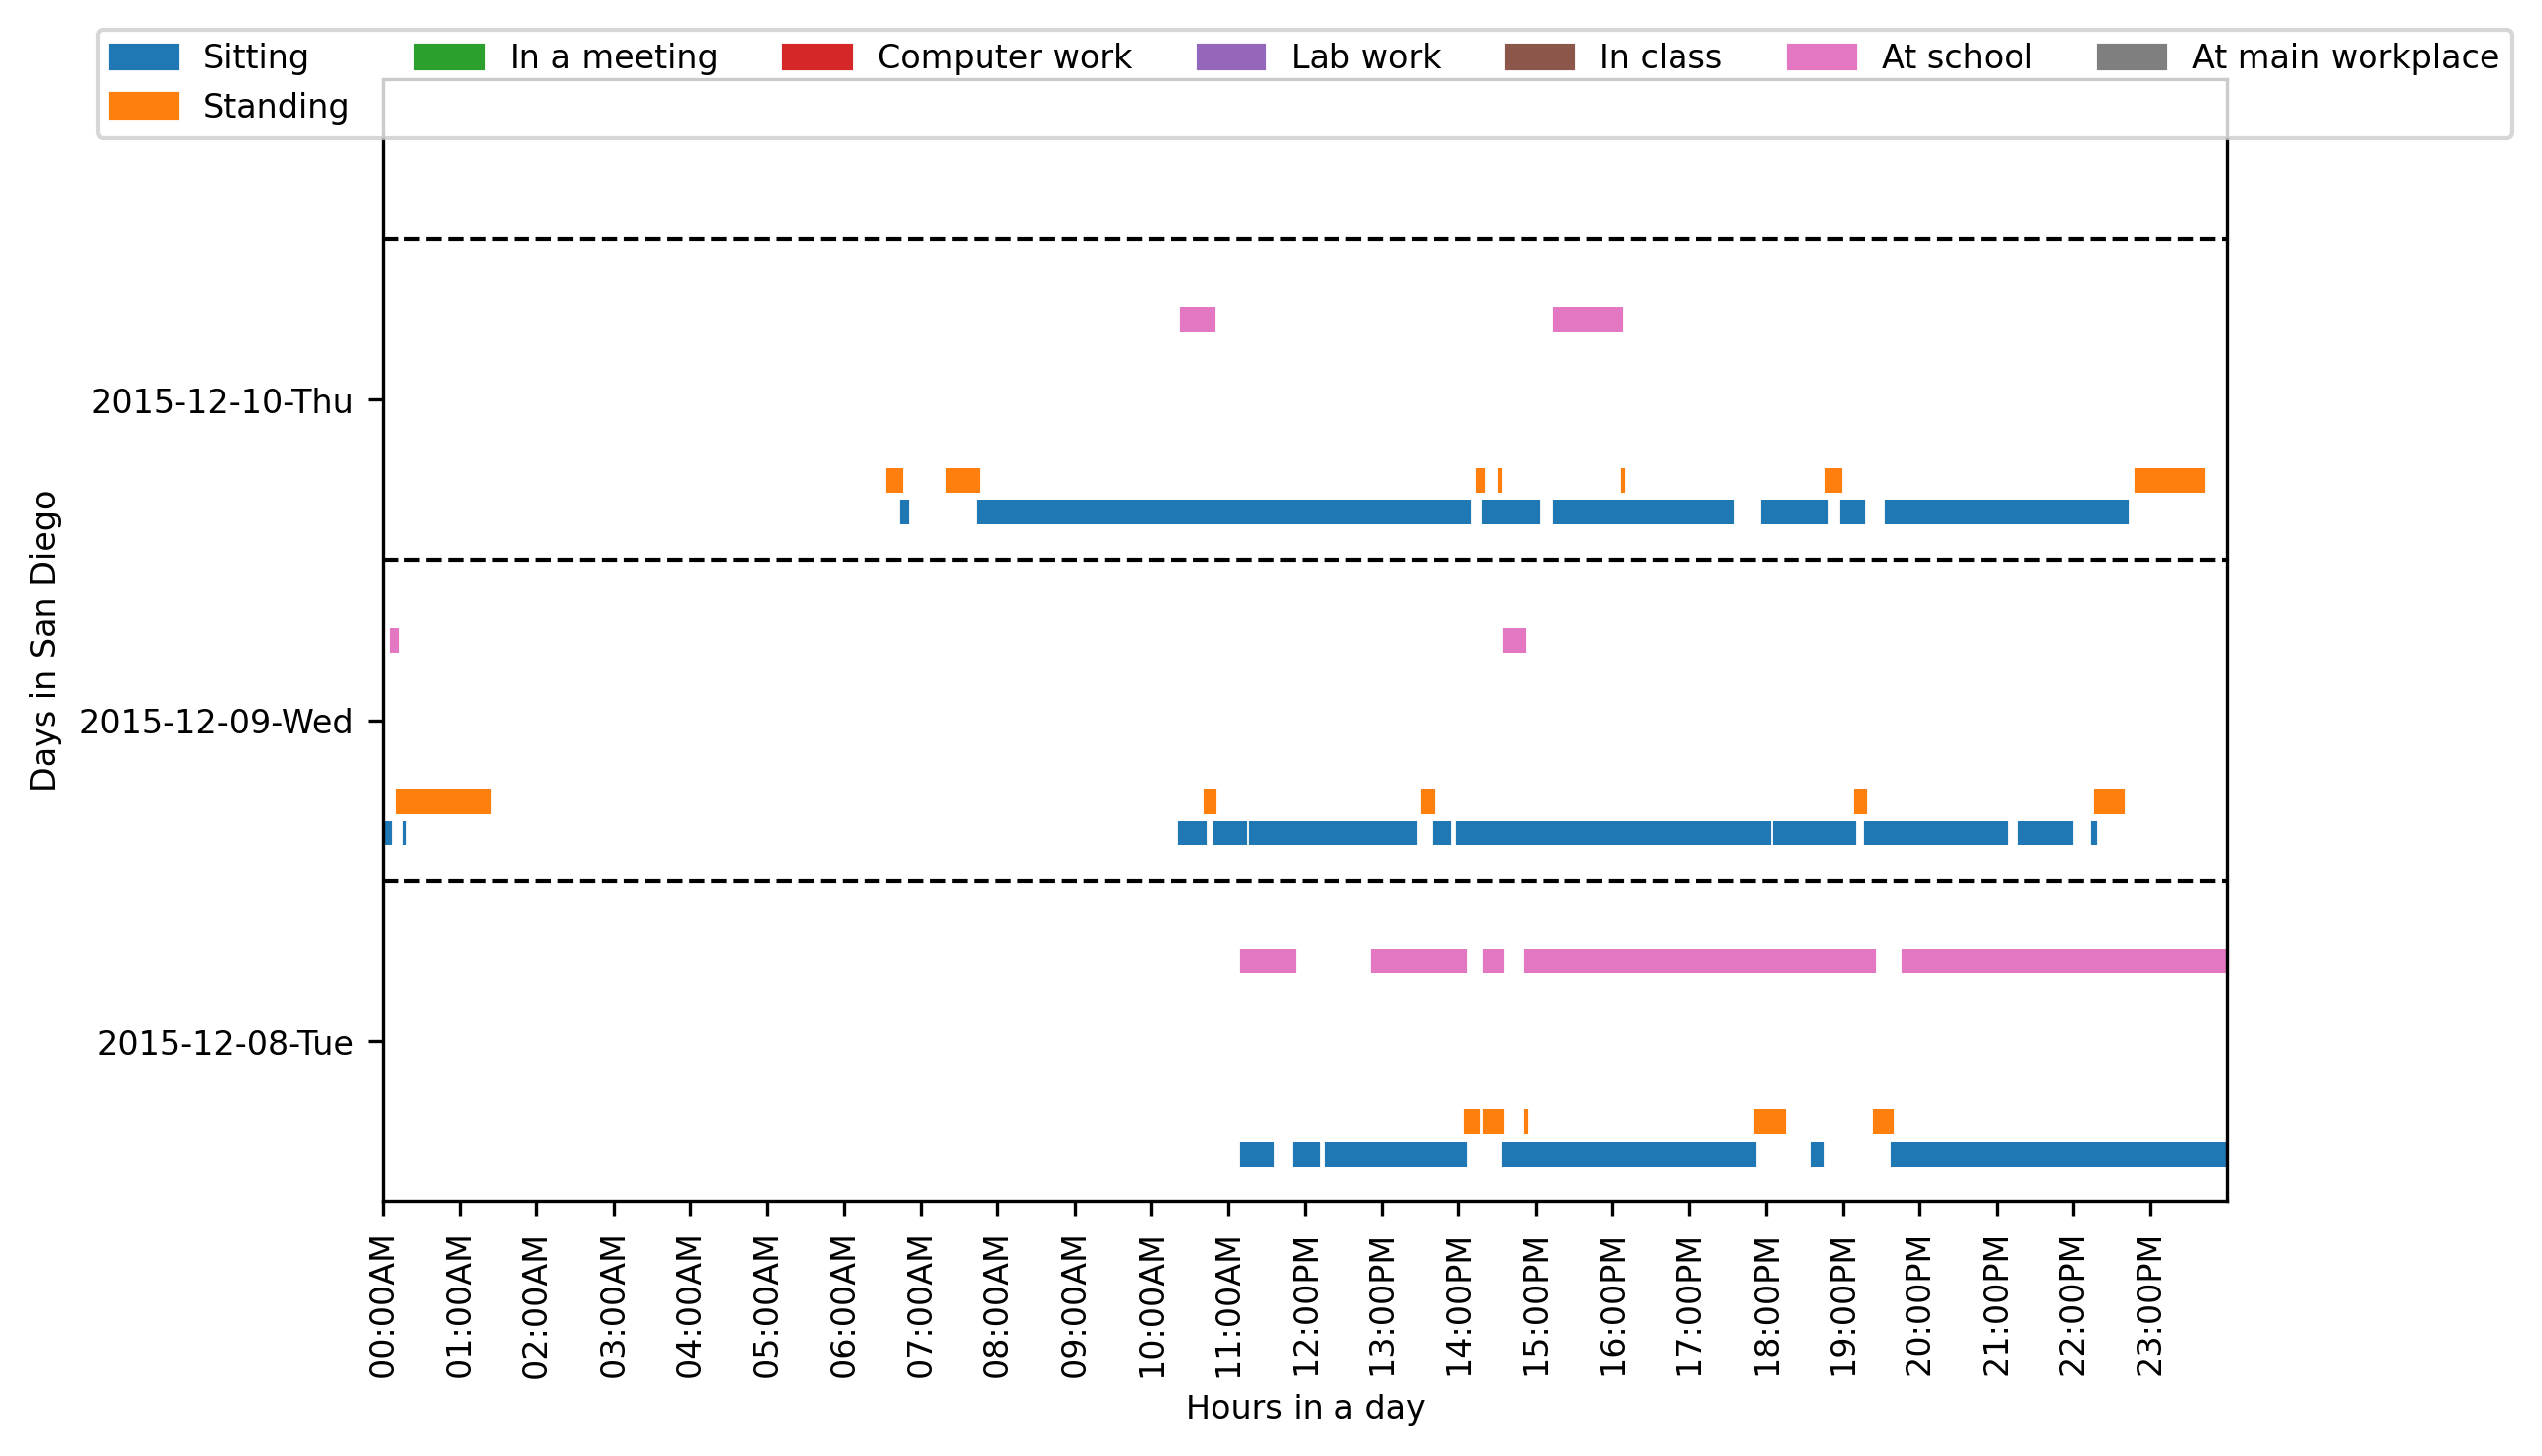 Sitting In a meeting Computer work Lab work In class At school At main workplace
Standing
Days in San Diego
2015-12-10-Thu
2015-12-09-Wed
2015-12-08-Tue
00:00AM 01:00AM 02:00AM 03:00AM 04:00AM 05:00AM 06:00AM 07:00AM 08:00AM 09:00AM 10:00AM 11:00AM 12:00PM 13:00PM 14:00PM 15:00PM 16:00PM 17:00PM 18:00PM 19:00PM 20:00PM 21:00PM 22:00PM 23:00PM
Hours in a day